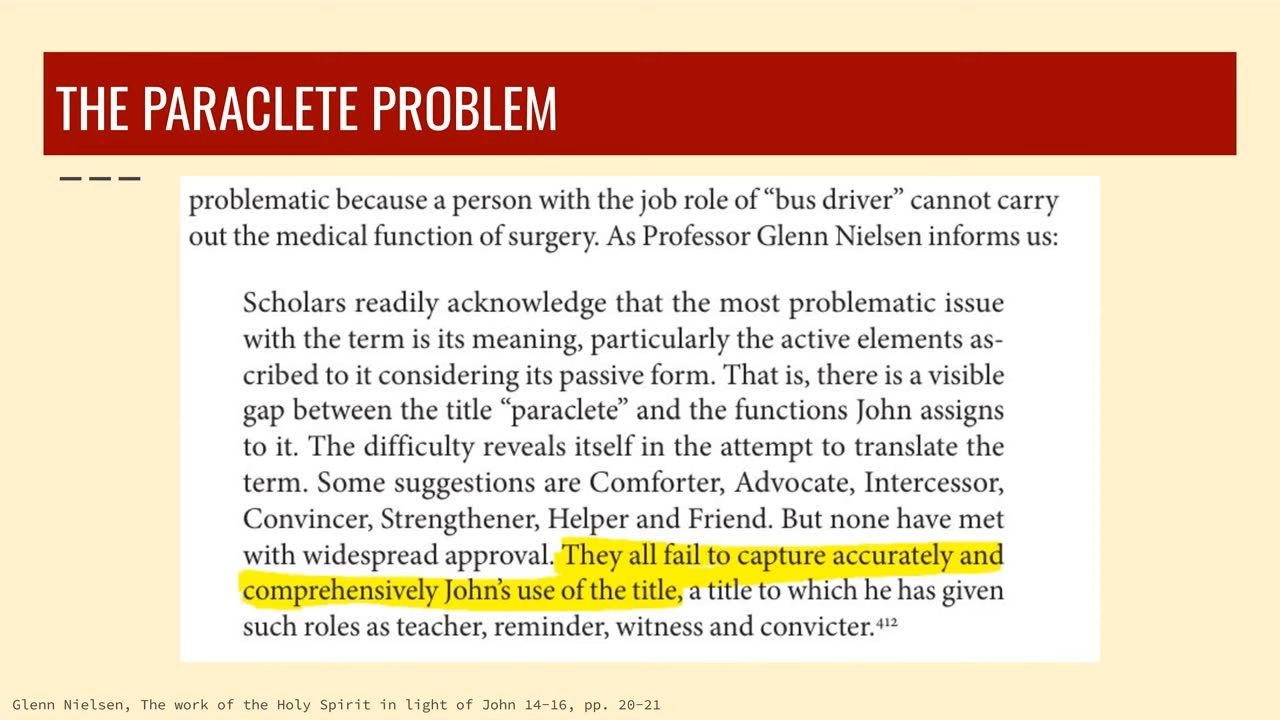 THE PARACLETE PROBLEM
problematic because a person with the job role of “bus driver” cannot carry
out the medical function of surgery. As Professor Glenn Nielsen informs us:
Scholars readily acknowledge that the most problematic issue
with the term is its meaning, particularly the active elements as-
cribed to it considering its passive form. That is, there is a visible
gap between the title “paraclete” and the functions John assigns
to it. The difficulty reveals itself in the attempt to translate the
term. Some suggestions are Comforter, Advocate, Intercessor,
Convincer, Strengthener, Helper and Friend. But none have met
with widespread approval. They all fail to capture accurately and
comprehensively John’s use of the title, a title to which he has given
such roles as teacher, reminder, witness and convicter.⁴¹²
Glenn Nielsen, The work of the Holy Spirit in light of John 14-16, pp. 20-21